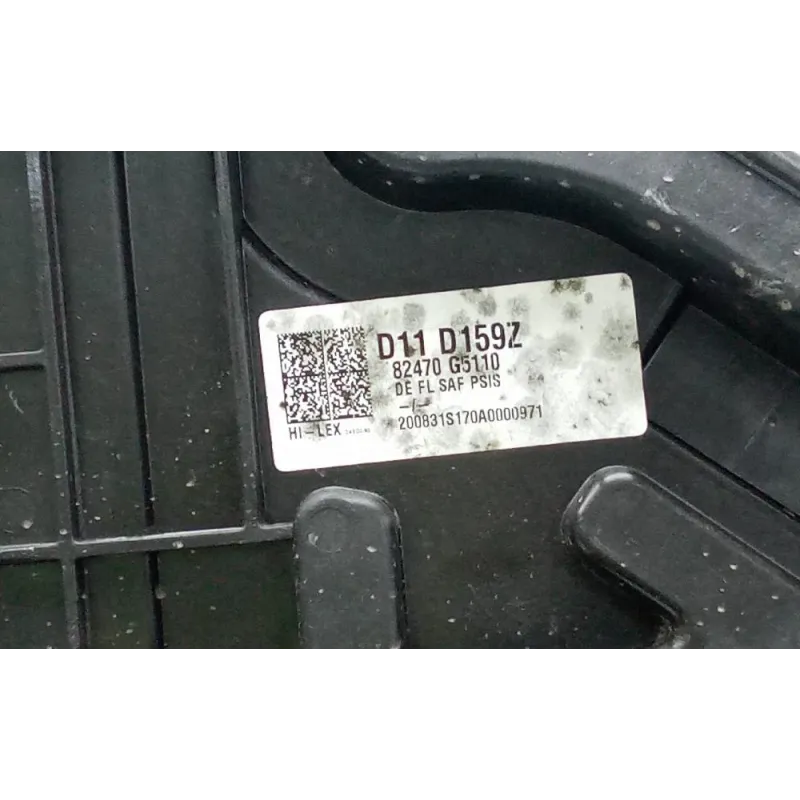 D11 D159Z
82470 G5110
DE FL SAF PSIS
-/-
200831S170A0000971
HI-LEX